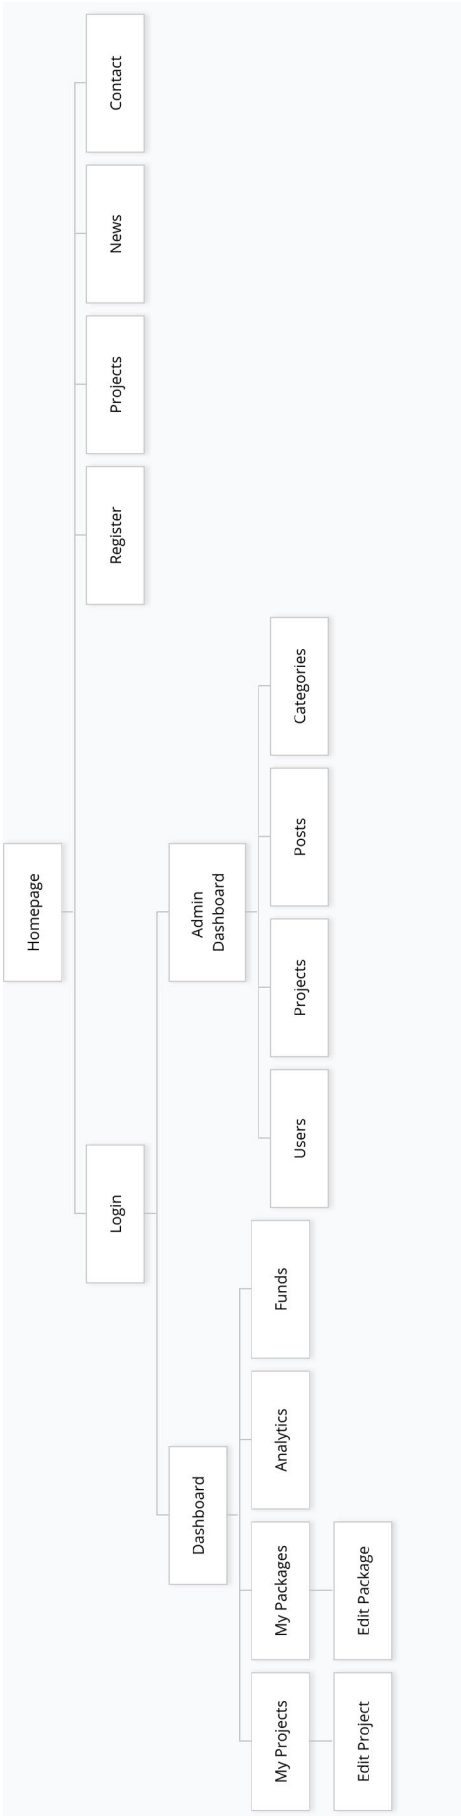 Homepage
Login
Register
Projects
News
Contact
Dashboard
Admin
Dashboard
My Projects
My Packages
Analytics
Funds
Users
Projects
Posts
Categories
Edit Project
Edit Package